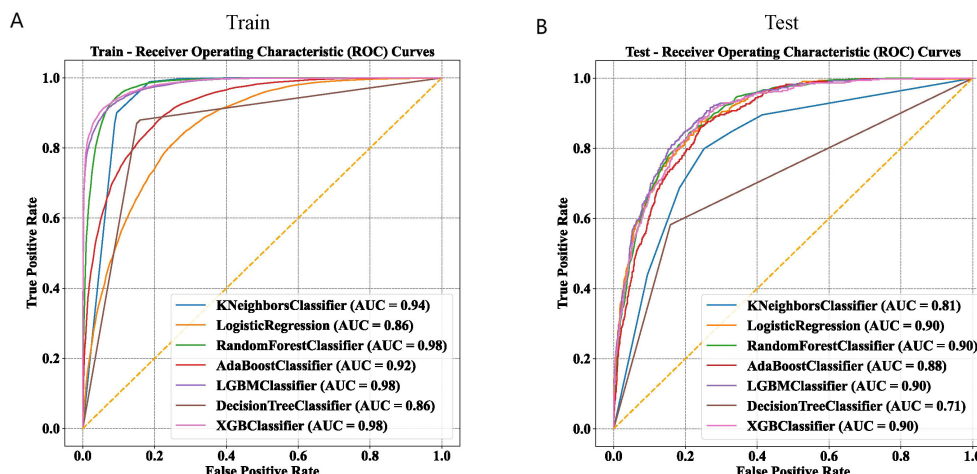 A
Train
Train - Receiver Operating Characteristic (ROC) Curves
True Positive Rate
1.0
0.8
0.6
0.4
0.2
0.0
KNeighborsClassifier (AUC = 0.94)
LogisticRegression (AUC = 0.86)
RandomForestClassifier (AUC = 0.98)
AdaBoostClassifier (AUC = 0.92)
LGBMClassifier (AUC = 0.98)
DecisionTreeClassifier (AUC = 0.86)
XGBClassifier (AUC = 0.98)
0.0 0.2 0.4 0.6 0.8 1.0
False Positive Rate
B
Test
Test - Receiver Operating Characteristic (ROC) Curves
True Positive Rate
1.0
0.8
0.6
0.4
0.2
0.0
KNeighborsClassifier (AUC = 0.81)
LogisticRegression (AUC = 0.90)
RandomForestClassifier (AUC = 0.90)
AdaBoostClassifier (AUC = 0.88)
LGBMClassifier (AUC = 0.90)
DecisionTreeClassifier (AUC = 0.71)
XGBClassifier (AUC = 0.90)
0.0 0.2 0.4 0.6 0.8 1.0
False Positive Rate